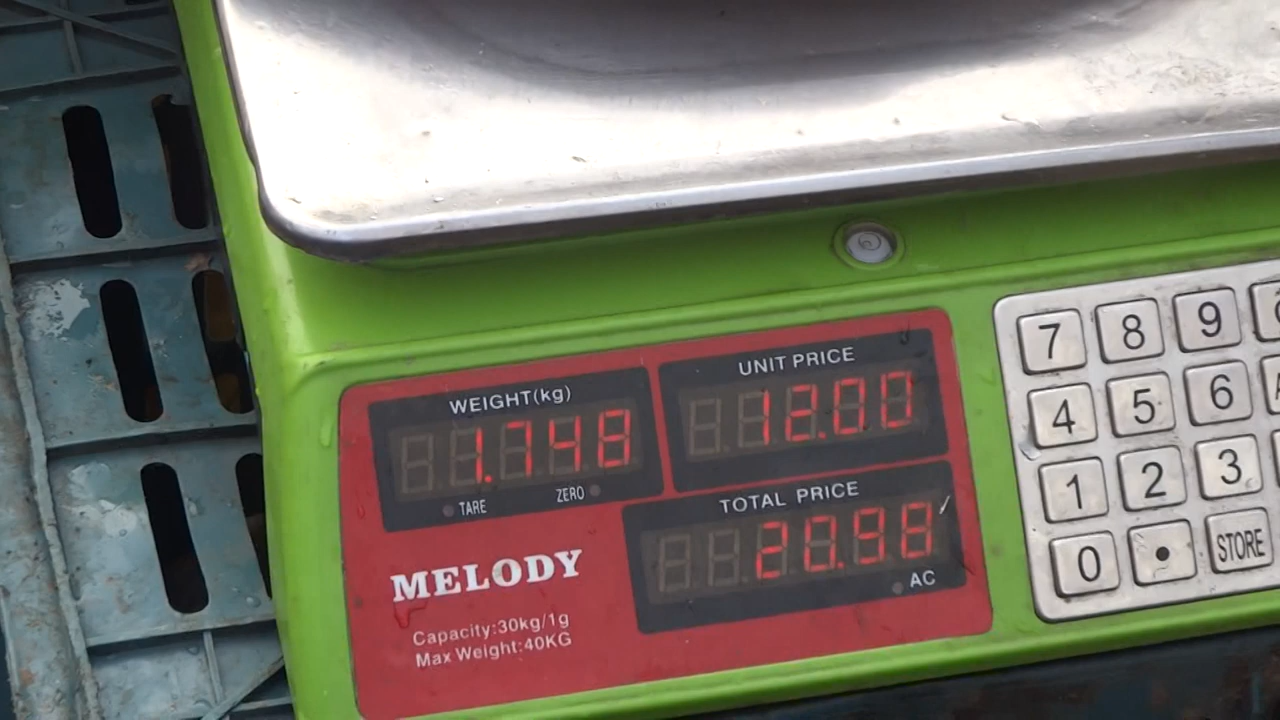 WEIGHT(kg)
1.748
TARE ZERO
UNIT PRICE
12.00
TOTAL PRICE
20.98
AC
MELODY
Capacity:30kg/1g
Max Weight:40KG
7 8 9
4 5 6
1 2 3
0 • STORE